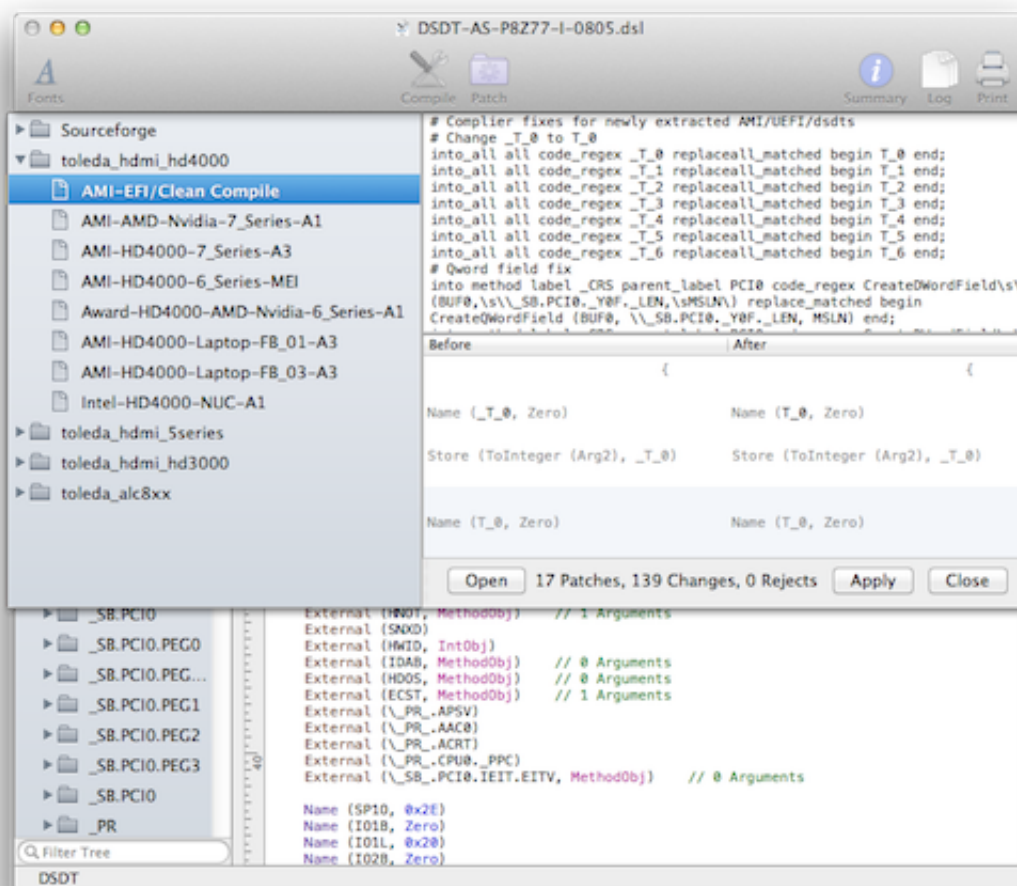 DSDT-AS-P8Z77-I-0805.dsl
Fonts
Compile
Patch
Summary
Log
Print
Sourceforge
toleda_hdmi_hd4000
AMI-EFI/Clean Compile
AMI-AMD-Nvidia-7_Series-A1
AMI-HD4000-7_Series-A3
AMI-HD4000-6_Series-MEI
Award-HD4000-AMD-Nvidia-6_Series-A1
AMI-HD4000-Laptop-FB_01-A3
AMI-HD4000-Laptop-FB_03-A3
Intel-HD4000-NUC-A1
toleda_hdmi_5series
toleda_hdmi_hd3000
toleda_alc8xx
# Complier fixes for newly extracted AMI/UEFI/dsdts
# Change _T_0 to T_0
into_all all code_regex _T_0 replaceall_matched begin T_0 end;
into_all all code_regex _T_1 replaceall_matched begin T_1 end;
into_all all code_regex _T_2 replaceall_matched begin T_2 end;
into_all all code_regex _T_3 replaceall_matched begin T_3 end;
into_all all code_regex _T_4 replaceall_matched begin T_4 end;
into_all all code_regex _T_5 replaceall_matched begin T_5 end;
into_all all code_regex _T_6 replaceall_matched begin T_6 end;
# Qword field fix
into method label _CRS parent_label PCI0 code_regex CreateDWordField\s\
(BUF0,\s\\_SB.PCI0._Y0F._LEN,\sMSLN\) replace_matched begin
CreateQWordField (BUF0, \\_SB.PCI0._Y0F._LEN, MSLN) end;
Before After
{ {
Name (_T_0, Zero) Name (T_0, Zero)
Store (ToInteger (Arg2), _T_0) Store (ToInteger (Arg2), _T_0)
Name (T_0, Zero) Name (T_0, Zero)
Open 17 Patches, 139 Changes, 0 Rejects Apply Close
_SB.PCI0
_SB.PCI0.PEG0
_SB.PCI0.PEG...
_SB.PCI0.PEG1
_SB.PCI0.PEG2
_SB.PCI0.PEG3
_SB.PCI0
_PR
Filter Tree
40
External (HNOT, MethodObj) // 1 Arguments
External (SNXD)
External (HWID, IntObj)
External (IDAB, MethodObj) // 0 Arguments
External (HDOS, MethodObj) // 0 Arguments
External (ECST, MethodObj) // 1 Arguments
External (\_PR_.APSV)
External (\_PR_.AAC0)
External (\_PR_.ACRT)
External (\_PR_.CPU0._PPC)
External (\_SB_.PCI0.IEIT.EITV, MethodObj) // 0 Arguments
Name (SP1O, 0x2E)
Name (IO1B, Zero)
Name (IO1L, 0x20)
Name (IO2B, Zero)
DSDT